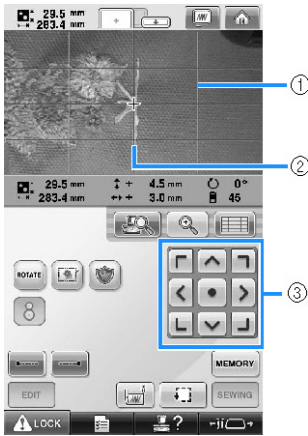 29.5 mm
283.4 mm
①
②
29.5 mm ↕ + 4.5 mm 0°
283.4 mm ↔ + 3.0 mm 45
③
ROTATE
8
MEMORY
EDIT SEWING
LOCK ?